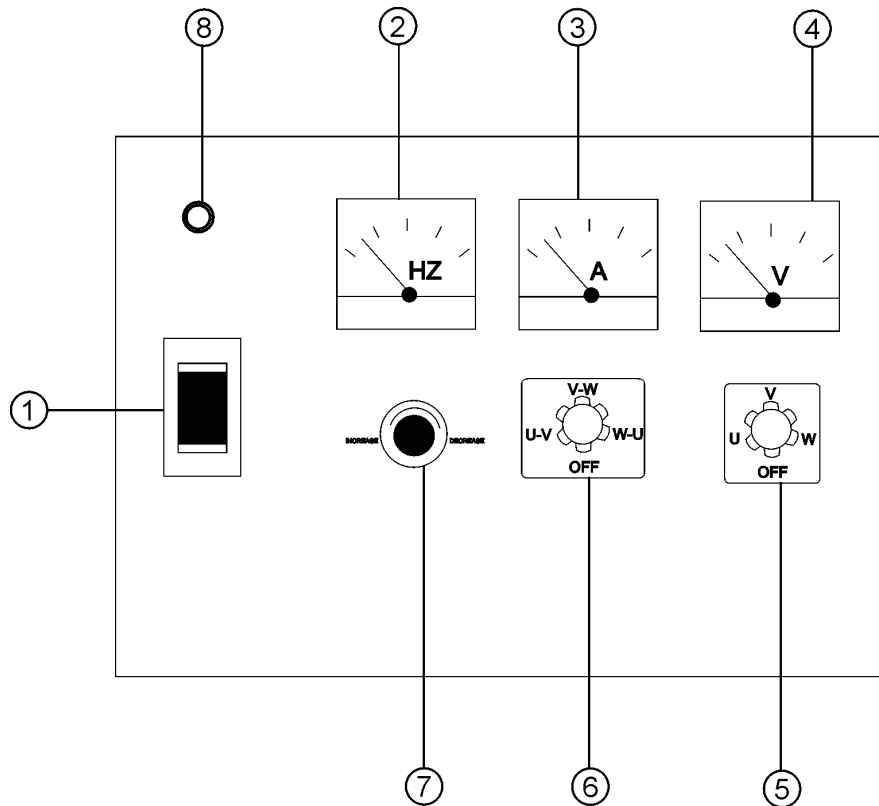 8
2
3
4
HZ
A
V
1
INCREASE
DECREASE
V-W
U-V
W-U
OFF
V
U
W
OFF
7
6
5